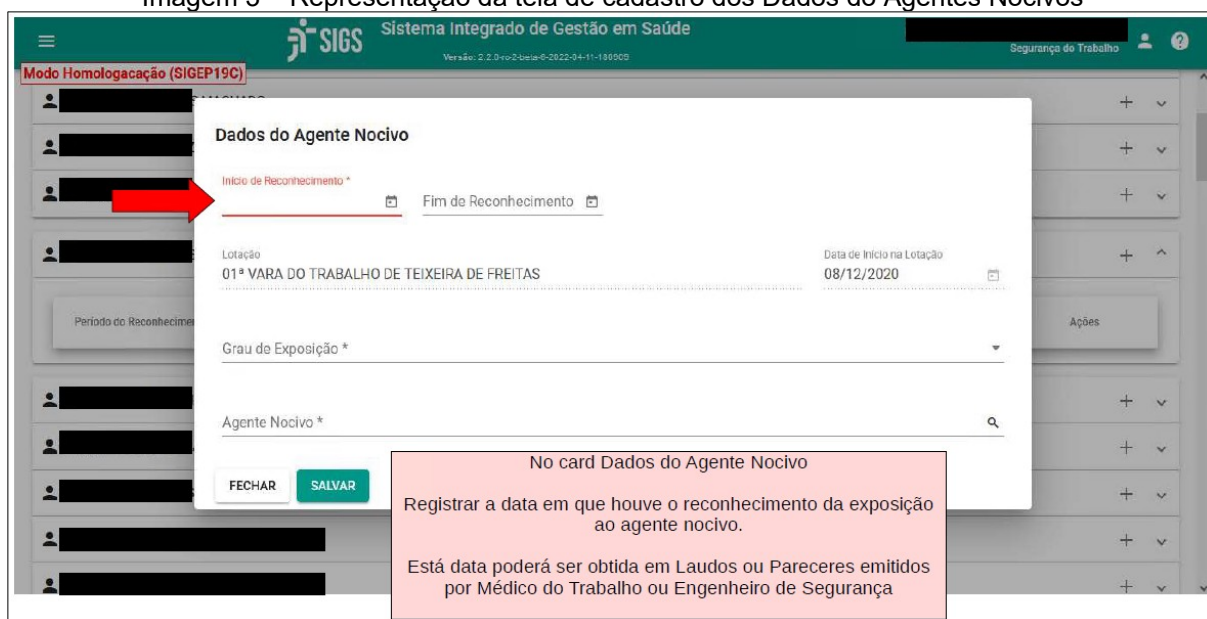 Imagem 3 – Representação da tela de cadastro dos Dados do Agentes Nocivos
SIGS
Sistema Integrado de Gestão em Saúde
Segurança do Trabalho
Modo Homologacação (SIGEP19C)
Dados do Agente Nocivo
Início de Reconhecimento *
Fim de Reconhecimento
Lotação
Data de Início na Lotação
01ª VARA DO TRABALHO DE TEIXEIRA DE FREITAS
08/12/2020
Período do Reconhecimen
Ações
Grau de Exposição *
Agente Nocivo *
FECHAR
SALVAR
No card Dados do Agente Nocivo
Registrar a data em que houve o reconhecimento da exposição
ao agente nocivo.
Está data poderá ser obtida em Laudos ou Pareceres emitidos
por Médico do Trabalho ou Engenheiro de Segurança